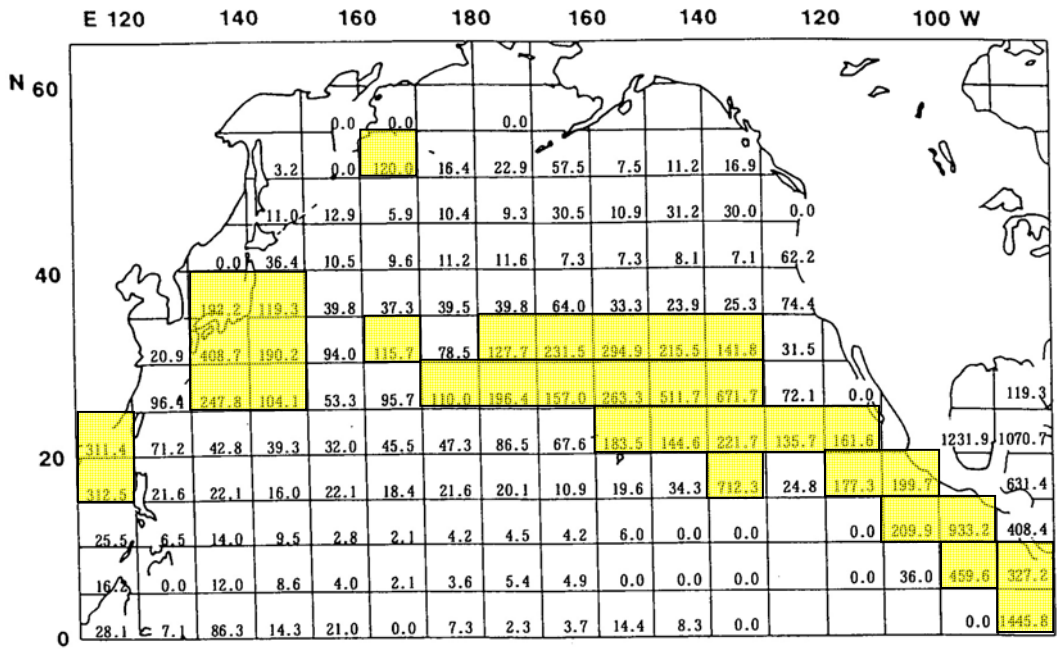 E 120 140 160 180 160 140 120 100 W
N 60
0.0 0.0 0.0
3.2 0.0 120.0 16.4 22.9 57.5 7.5 11.2 16.9
11.0 12.9 5.9 10.4 9.3 30.5 10.9 31.2 30.0 0.0
40 0.0 36.4 10.5 9.6 11.2 11.6 7.3 7.3 8.1 7.1 62.2
192.2 119.3 39.8 37.3 39.5 39.8 64.0 33.3 23.9 25.3 74.4
20.9 408.7 190.2 94.0 115.7 78.5 127.7 231.5 294.9 215.5 141.8 31.5
96.4 247.8 104.1 53.3 95.7 110.0 196.4 157.0 263.3 511.7 671.7 72.1 0.0 119.3
20 311.4 71.2 42.8 39.3 32.0 45.5 47.3 86.5 67.6 183.5 144.6 221.7 135.7 161.6 1231.9 1070.7
312.5 21.6 22.1 16.0 22.1 18.4 21.6 20.1 10.9 19.6 34.3 712.3 24.8 177.3 199.7 631.4
25.5 6.5 14.0 9.5 2.8 2.1 4.2 4.5 4.2 6.0 0.0 0.0 0.0 209.9 933.2 408.4
16.2 0.0 12.0 8.6 4.0 2.1 3.6 5.4 4.9 0.0 0.0 0.0 0.0 36.0 459.6 327.2
0 28.1 7.1 86.3 14.3 21.0 0.0 7.3 2.3 3.7 14.4 8.3 0.0 0.0 1445.8